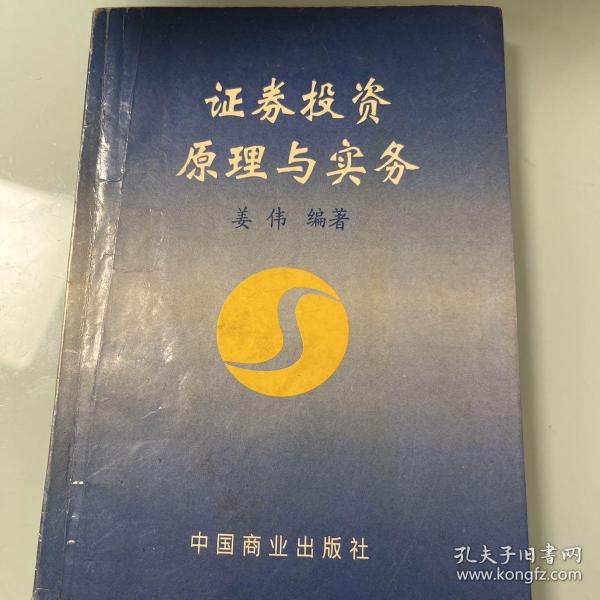 证券投资
原理与实务
姜伟 编著
中国商业出版社
孔夫子旧书网
www.kongfz.com